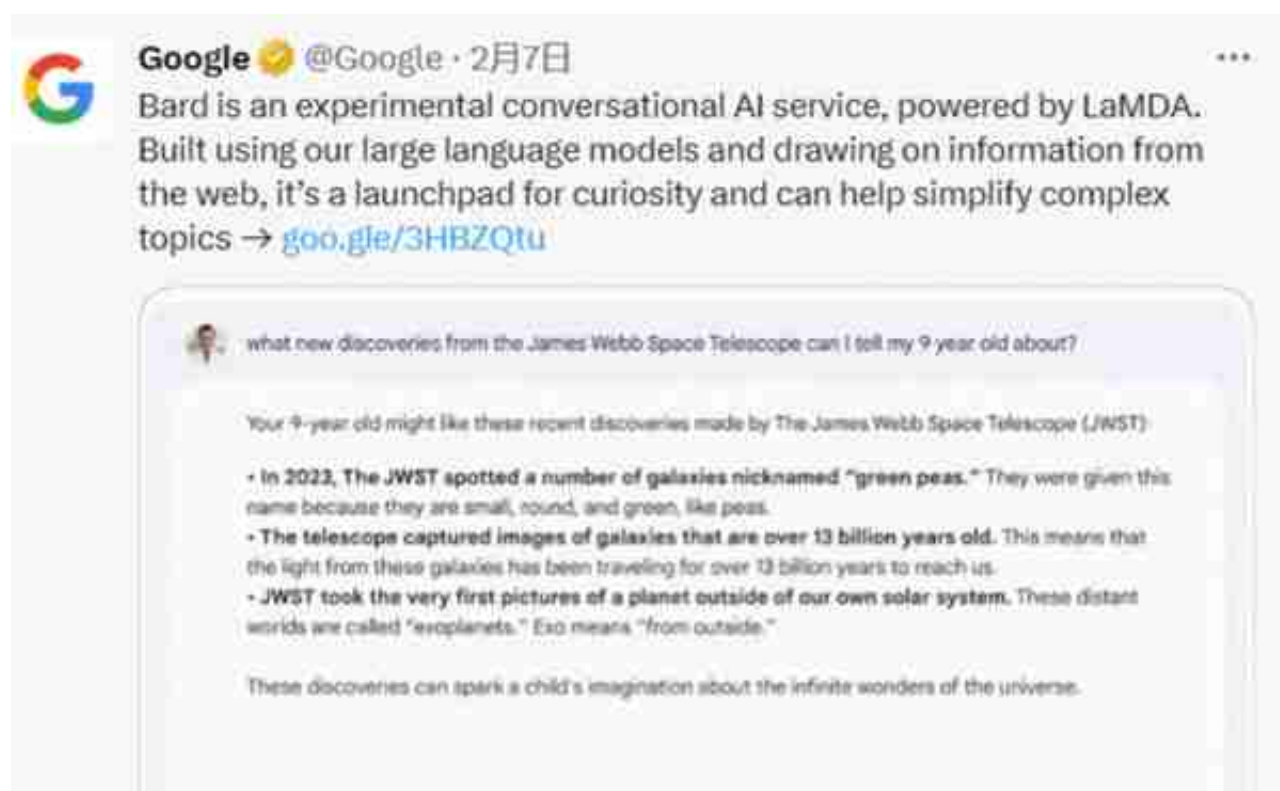 Google @Google · 2月7日
Bard is an experimental conversational AI service, powered by LaMDA.
Built using our large language models and drawing on information from
the web, it's a launchpad for curiosity and can help simplify complex
topics → goo.gle/3HBZQtu
what new discoveries from the James Webb Space Telescope can I tell my 9 year old about?
Your 9-year old might like these recent discoveries made by The James Webb Space Telescope (JWST):
• In 2023, The JWST spotted a number of galaxies nicknamed "green peas." They were given this
name because they are small, round, and green, like peas.
• The telescope captured images of galaxies that are over 13 billion years old. This means that
the light from these galaxies has been traveling for over 13 billion years to reach us.
• JWST took the very first pictures of a planet outside of our own solar system. These distant
worlds are called "exoplanets." Exo means "from outside."
These discoveries can spark a child's imagination about the infinite wonders of the universe.